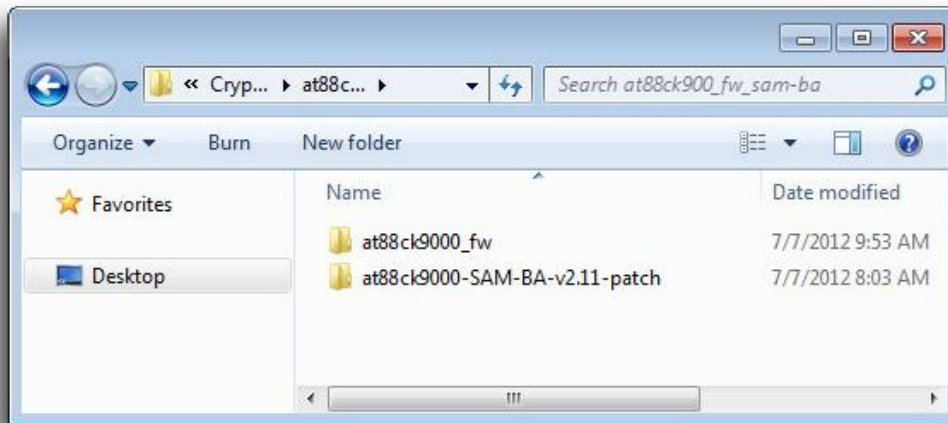 « Cryp... ▸ at88c... ▸ Search at88ck900_fw_sam-ba
Organize ▾ Burn New folder
Favorites
Desktop
Name Date modified
at88ck9000_fw 7/7/2012 9:53 AM
at88ck9000-SAM-BA-v2.11-patch 7/7/2012 8:03 AM